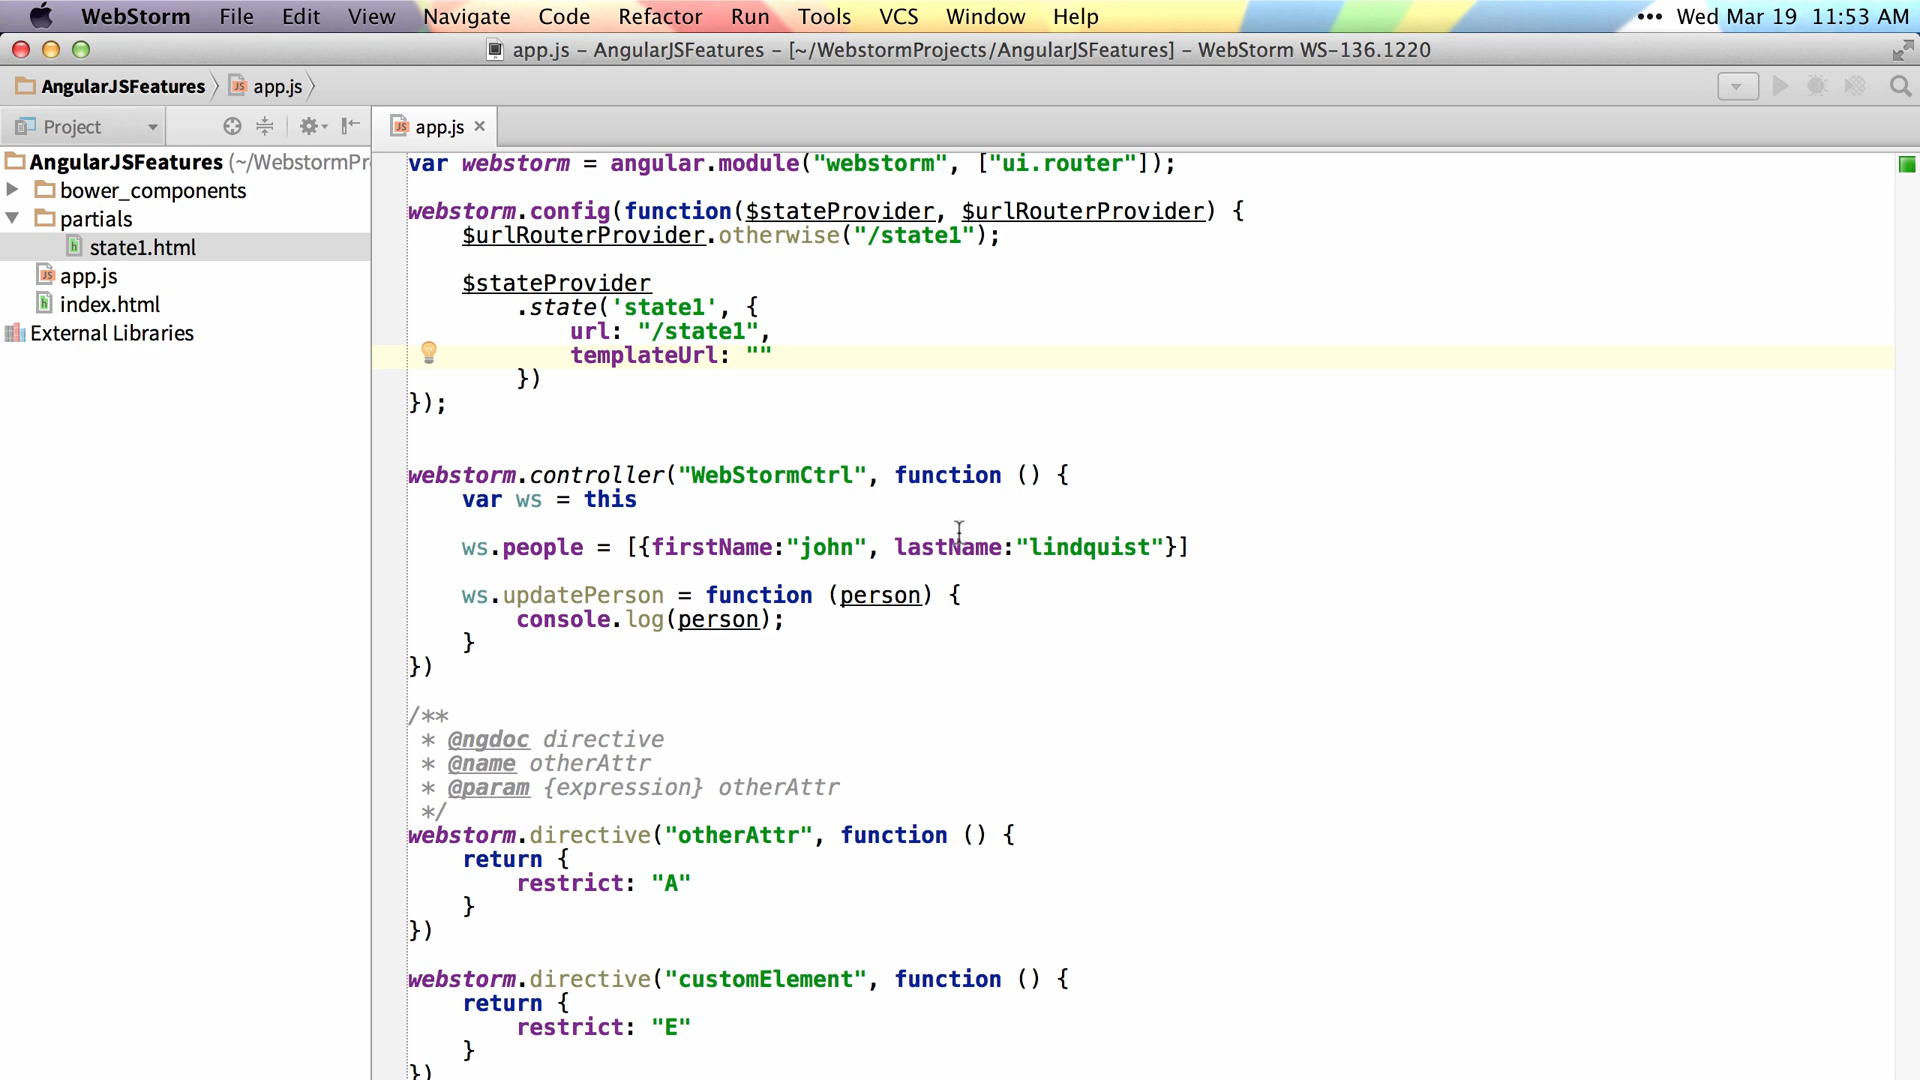 WebStorm File Edit View Navigate Code Refactor Run Tools VCS Window Help ••• Wed Mar 19 11:53 AM
app.js – AngularJSFeatures – [~/WebstormProjects/AngularJSFeatures] – WebStorm WS-136.1220
AngularJSFeatures app.js
Project
app.js
AngularJSFeatures (~/WebstormPr
bower_components
partials
state1.html
app.js
index.html
External Libraries
var webstorm = angular.module("webstorm", ["ui.router"]);
webstorm.config(function($stateProvider, $urlRouterProvider) {
$urlRouterProvider.otherwise("/state1");
$stateProvider
.state('state1', {
url: "/state1",
templateUrl: ""
})
});
webstorm.controller("WebStormCtrl", function () {
var ws = this
ws.people = [{firstName:"john", lastName:"lindquist"}]
ws.updatePerson = function (person) {
console.log(person);
}
})
/**
* @ngdoc directive
* @name otherAttr
* @param {expression} otherAttr
*/
webstorm.directive("otherAttr", function () {
return {
restrict: "A"
}
})
webstorm.directive("customElement", function () {
return {
restrict: "E"
}
})